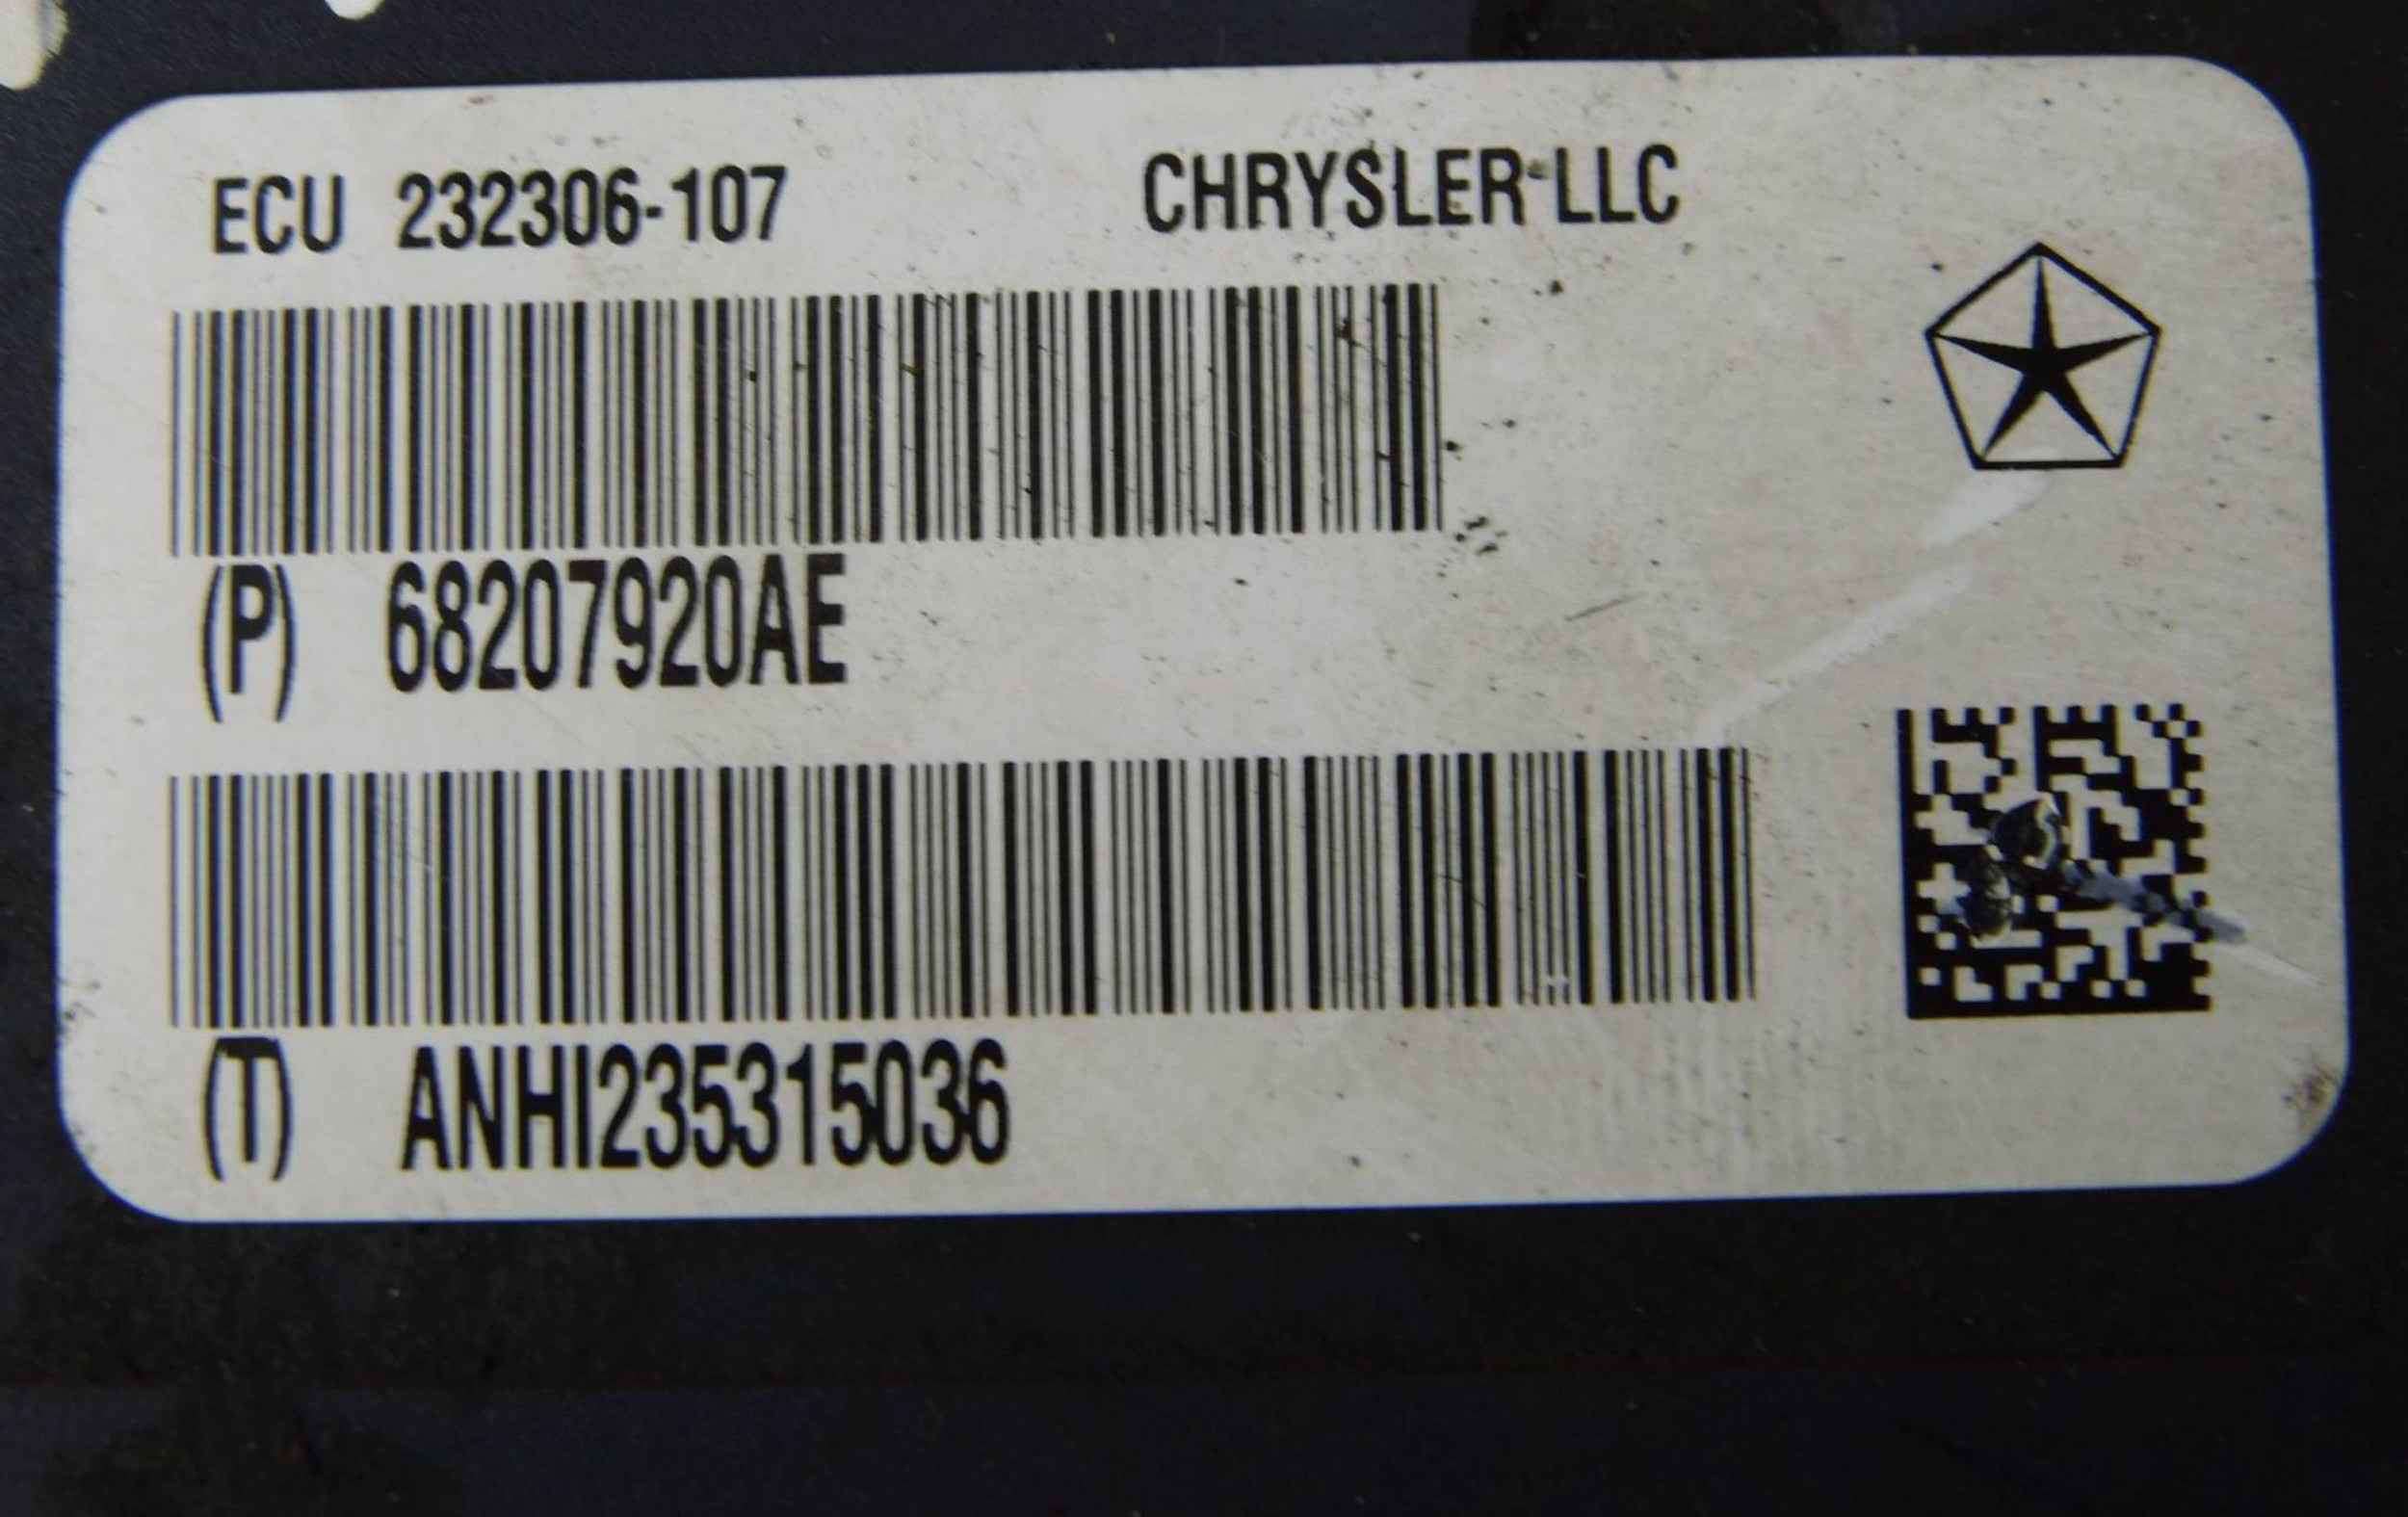 ECU 232306-107 CHRYSLER LLC
(P) 68207920AE
(T) ANHI235315036